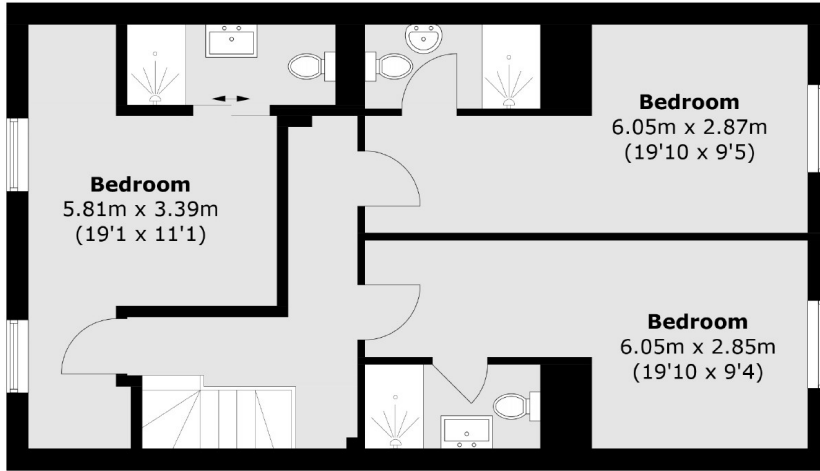 Bedroom
5.81m x 3.39m
(19'1 x 11'1)
Bedroom
6.05m x 2.87m
(19'10 x 9'5)
Bedroom
6.05m x 2.85m
(19'10 x 9'4)